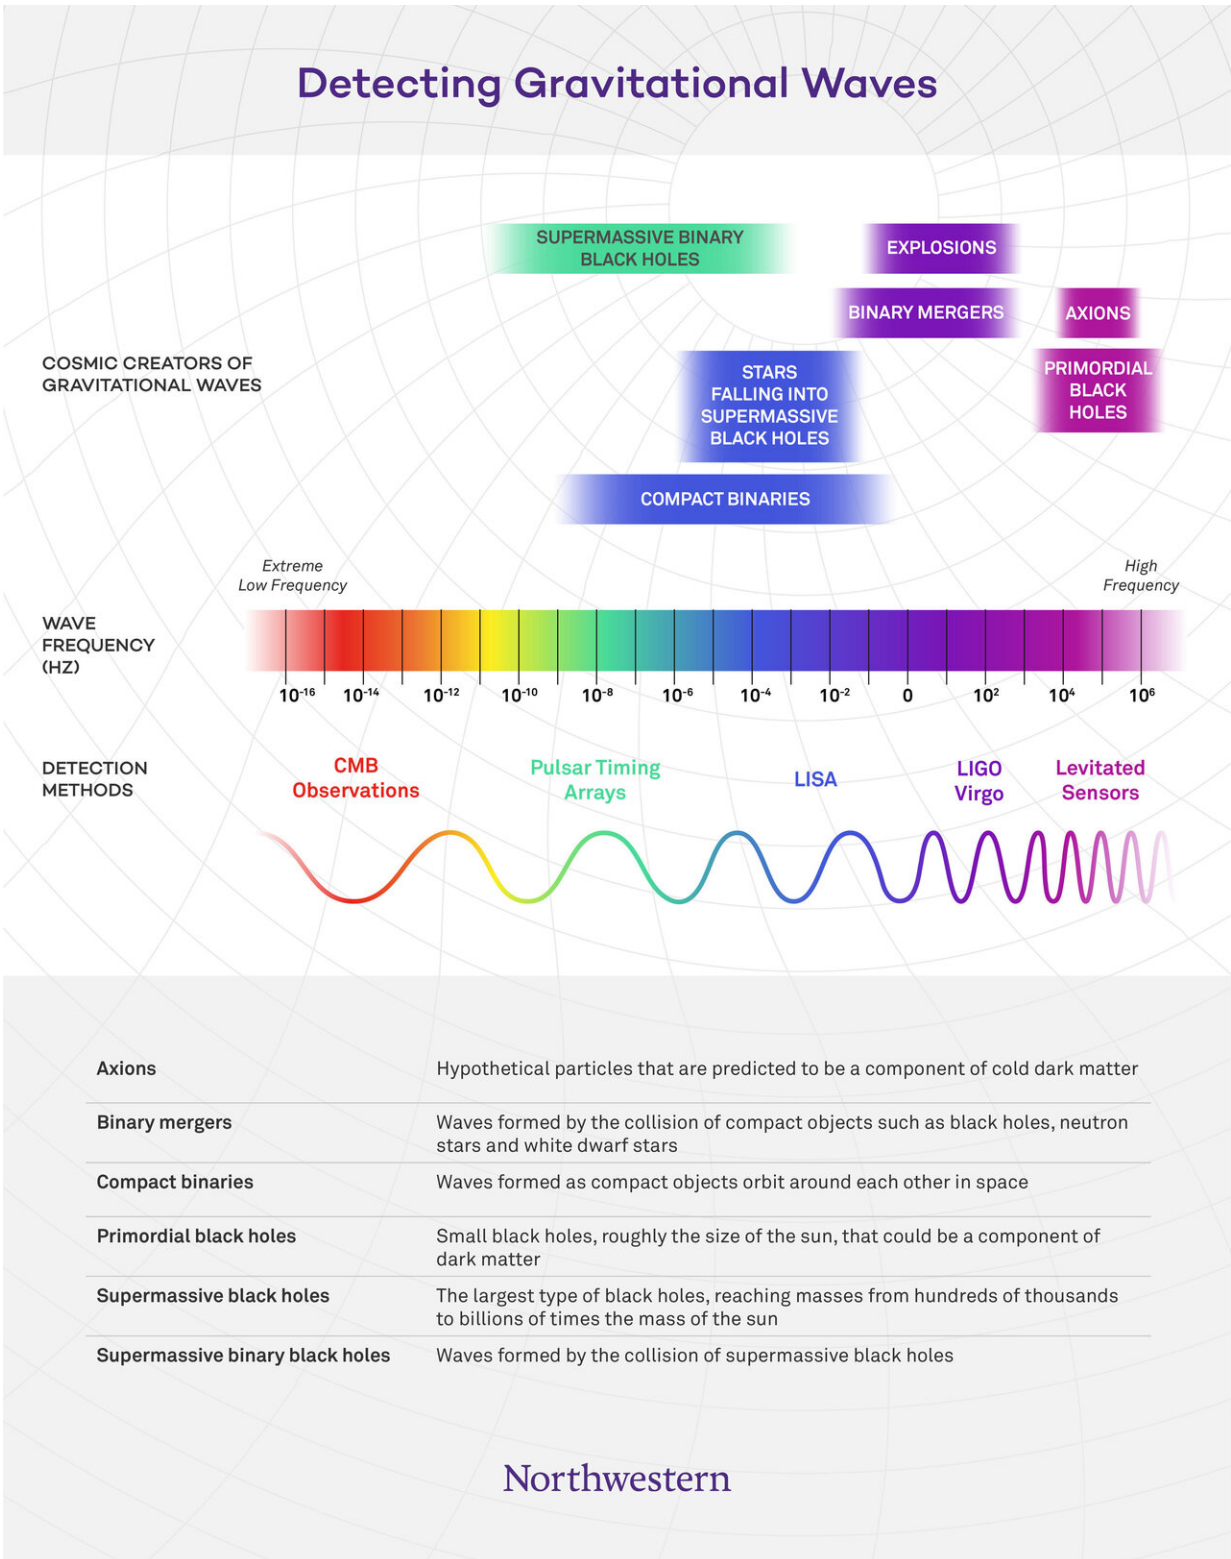 Detecting Gravitational Waves
SUPERMASSIVE BINARY
BLACK HOLES
EXPLOSIONS
BINARY MERGERS
AXIONS
COSMIC CREATORS OF
GRAVITATIONAL WAVES
STARS
FALLING INTO
SUPERMASSIVE
BLACK HOLES
PRIMORDIAL
BLACK
HOLES
COMPACT BINARIES
Extreme
Low Frequency
High
Frequency
WAVE
FREQUENCY
(HZ)
10⁻¹⁶ 10⁻¹⁴ 10⁻¹² 10⁻¹⁰ 10⁻⁸ 10⁻⁶ 10⁻⁴ 10⁻² 0 10² 10⁴ 10⁶
DETECTION
METHODS
CMB
Observations
Pulsar Timing
Arrays
LISA
LIGO
Virgo
Levitated
Sensors
Axions
Hypothetical particles that are predicted to be a component of cold dark matter
Binary mergers
Waves formed by the collision of compact objects such as black holes, neutron
stars and white dwarf stars
Compact binaries
Waves formed as compact objects orbit around each other in space
Primordial black holes
Small black holes, roughly the size of the sun, that could be a component of
dark matter
Supermassive black holes
The largest type of black holes, reaching masses from hundreds of thousands
to billions of times the mass of the sun
Supermassive binary black holes
Waves formed by the collision of supermassive black holes
Northwestern